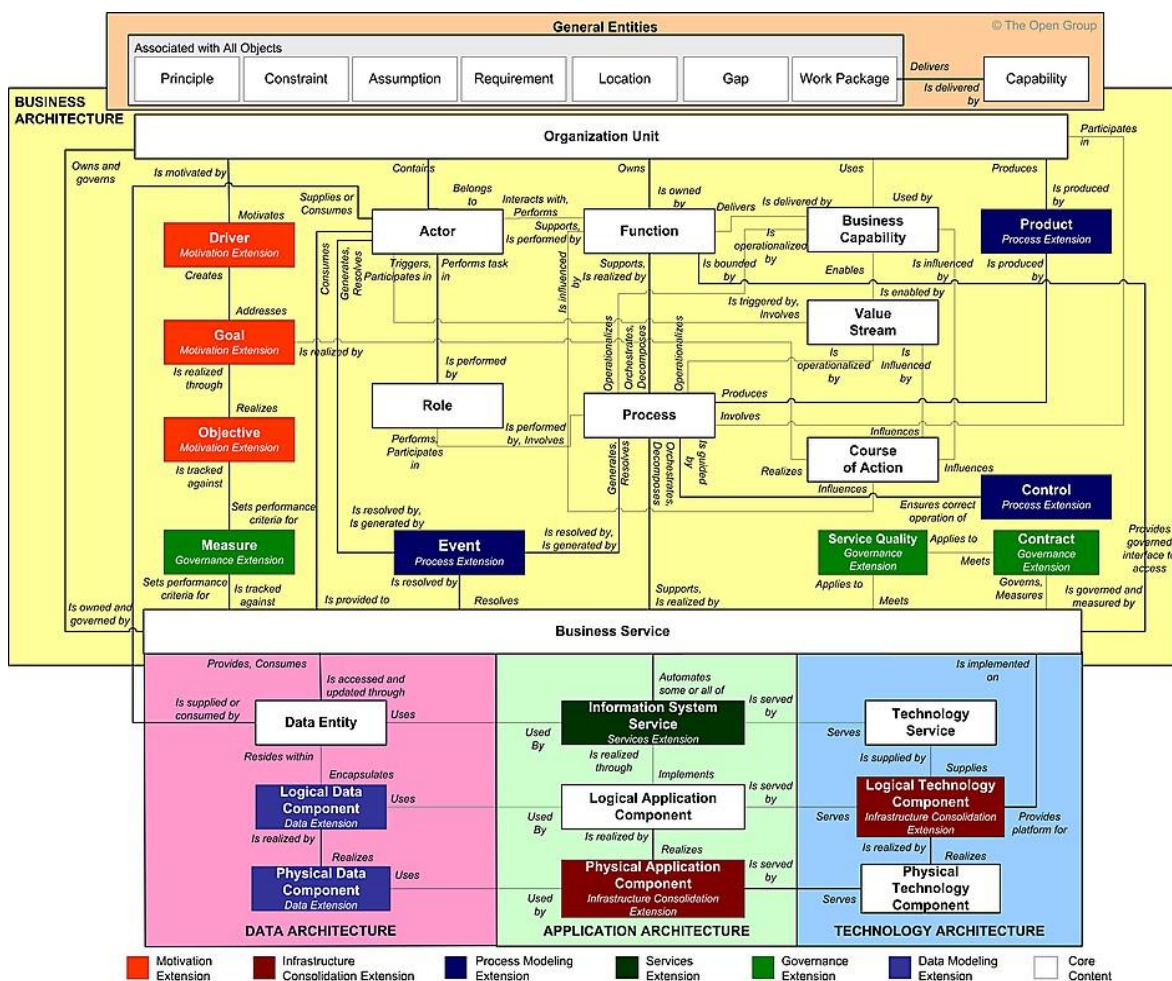 General Entities
© The Open Group
Associated with All Objects
Principle
Constraint
Assumption
Requirement
Location
Gap
Work Package
Delivers
Is delivered
by
Capability
BUSINESS
ARCHITECTURE
Organization Unit
Participates
in
Owns and
governs
Is motivated by
Contains
Owns
Uses
Produces
Supplies or
Consumes
Belongs
to
Interacts with,
Performs
Is owned
by
Delivers
Is delivered by
Used by
Is produced
by
Motivates
Driver
Motivation Extension
Actor
Supports,
Is performed by
Function
Is
operationalized
by
Business
Capability
Product
Process Extension
Creates
Consumes
Generates,
Resolves
Triggers,
Participates in
Performs task
in
Is influenced
by
Supports,
Is realized by
Is bounded
by
Enables
Is influenced
by
Is produced
by
Addresses
Goal
Motivation Extension
Is realized by
Is triggered by,
Involves
Is enabled by
Value
Stream
Is realized
through
Is performed
by
Operationalizes
Orchestrates,
Decomposes
Operationalizes
Is
operationalized
by
Is
Influenced
by
Realizes
Role
Process
Produces
Objective
Motivation Extension
Is performed
by, Involves
Involves
Performs,
Participates
in
Influences
Is tracked
against
Generates,
Resolves
Orchestrates,
Decomposes
Is guided
by
Realizes
Course
of Action
Influences
Influences
Control
Process Extension
Sets performance
criteria for
Is resolved by,
Is generated by
Ensures correct
operation of
Measure
Governance Extension
Event
Process Extension
Is resolved by,
Is generated by
Service Quality
Governance
Extension
Applies to
Meets
Contract
Governance
Extension
Provides
governed
interface to
access
Sets performance
criteria for
Is tracked
against
Is resolved by
Applies to
Governs,
Measures
Is owned and
governed by
Is provided to
Resolves
Supports,
Is realized by
Meets
Is governed and
measured by
Business Service
Provides, Consumes
Is accessed and
updated through
Automates
some or all of
Is implemented
on
Is supplied or
consumed by
Data Entity
Uses
Used
By
Information System
Service
Services Extension
Is served
by
Serves
Technology
Service
Resides within
Encapsulates
Is realized
through
Implements
Is supplied by
Supplies
Logical Data
Component
Data Extension
Uses
Used
By
Logical Application
Component
Is served
by
Serves
Logical Technology
Component
Infrastructure Consolidation
Extension
Provides
platform for
Is realized by
Realizes
Is realized by
Realizes
Is realized by
Realizes
Physical Data
Component
Data Extension
Uses
Used
by
Physical Application
Component
Infrastructure Consolidation
Extension
Is served
by
Serves
Physical
Technology
Component
DATA ARCHITECTURE
APPLICATION ARCHITECTURE
TECHNOLOGY ARCHITECTURE
Motivation
Extension
Infrastructure
Consolidation Extension
Process Modeling
Extension
Services
Extension
Governance
Extension
Data Modeling
Extension
Core
Content